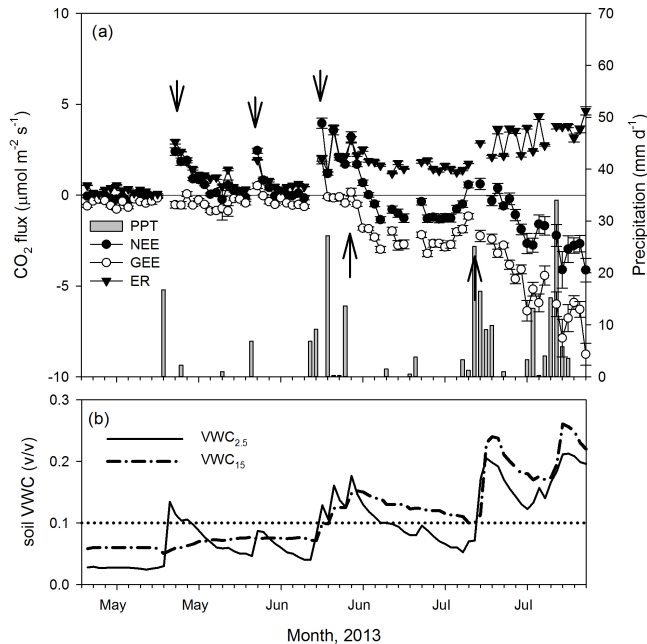 (a)
10
5
0
-5
-10
CO2 flux (μmol m-2 s-1)
70
60
50
40
30
20
10
0
Precipitation (mm d-1)
PPT
NEE
GEE
ER
(b)
0.3
0.2
0.1
0.0
soil VWC (v/v)
VWC2.5
VWC15
May May Jun Jun Jul Jul
Month, 2013